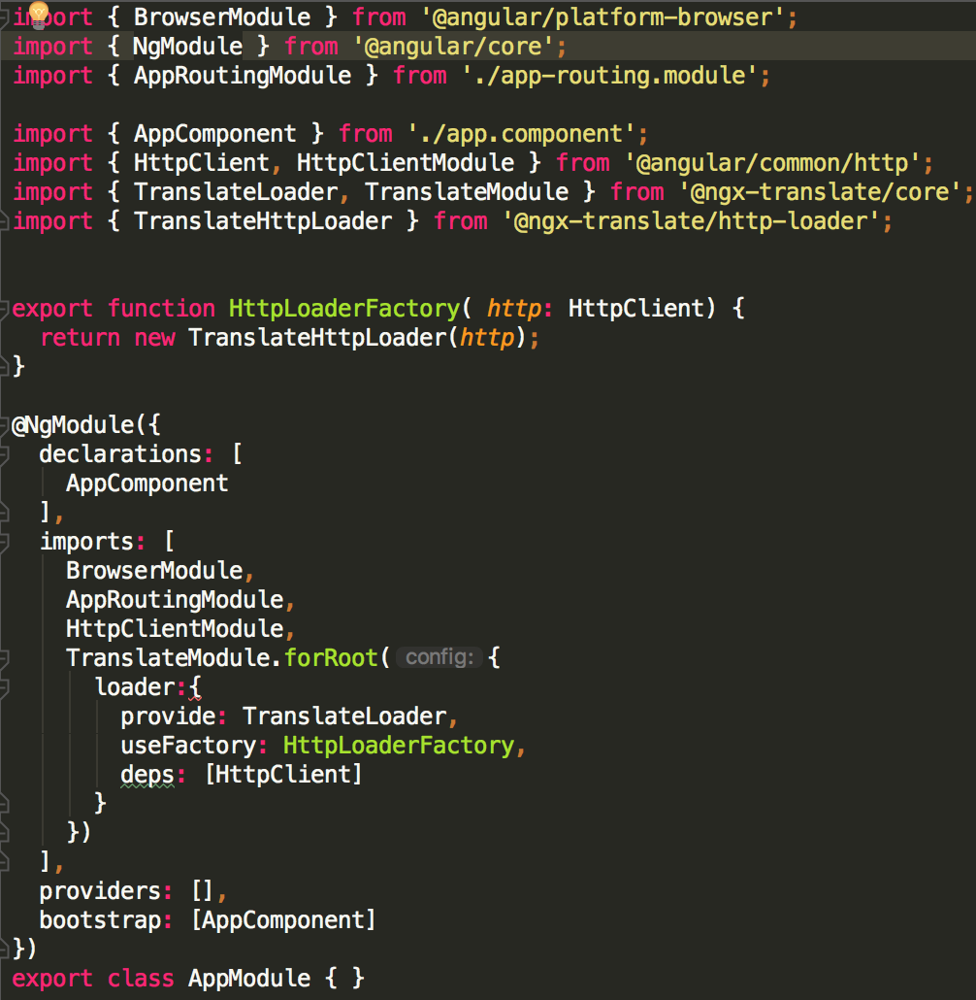 import { BrowserModule } from '@angular/platform-browser';
import { NgModule } from '@angular/core';
import { AppRoutingModule } from './app-routing.module';

import { AppComponent } from './app.component';
import { HttpClient, HttpClientModule } from '@angular/common/http';
import { TranslateLoader, TranslateModule } from '@ngx-translate/core';
import { TranslateHttpLoader } from '@ngx-translate/http-loader';


export function HttpLoaderFactory( http: HttpClient) {
  return new TranslateHttpLoader(http);
}

@NgModule({
  declarations: [
    AppComponent
  ],
  imports: [
    BrowserModule,
    AppRoutingModule,
    HttpClientModule,
    TranslateModule.forRoot( config: {
      loader:{
        provide: TranslateLoader,
        useFactory: HttpLoaderFactory,
        deps: [HttpClient]
      }
    })
  ],
  providers: [],
  bootstrap: [AppComponent]
})
export class AppModule { }